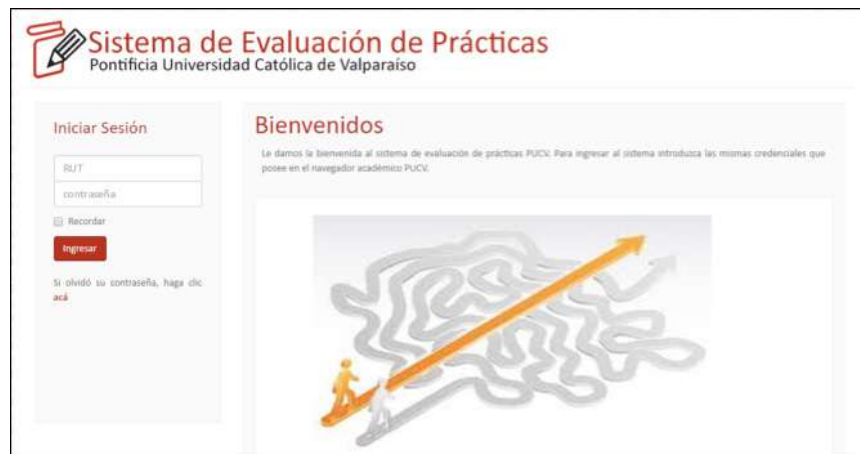 Sistema de Evaluación de Prácticas
Pontificia Universidad Católica de Valparaíso
Iniciar Sesión
RUT
contraseña
Recordar
Ingresar
Si olvidó su contraseña, haga clic
acá
Bienvenidos
Le damos la bienvenida al sistema de evaluación de prácticas PUCV. Para ingresar al sistema introduzca las mismas credenciales que
posee en el navegador académico PUCV.